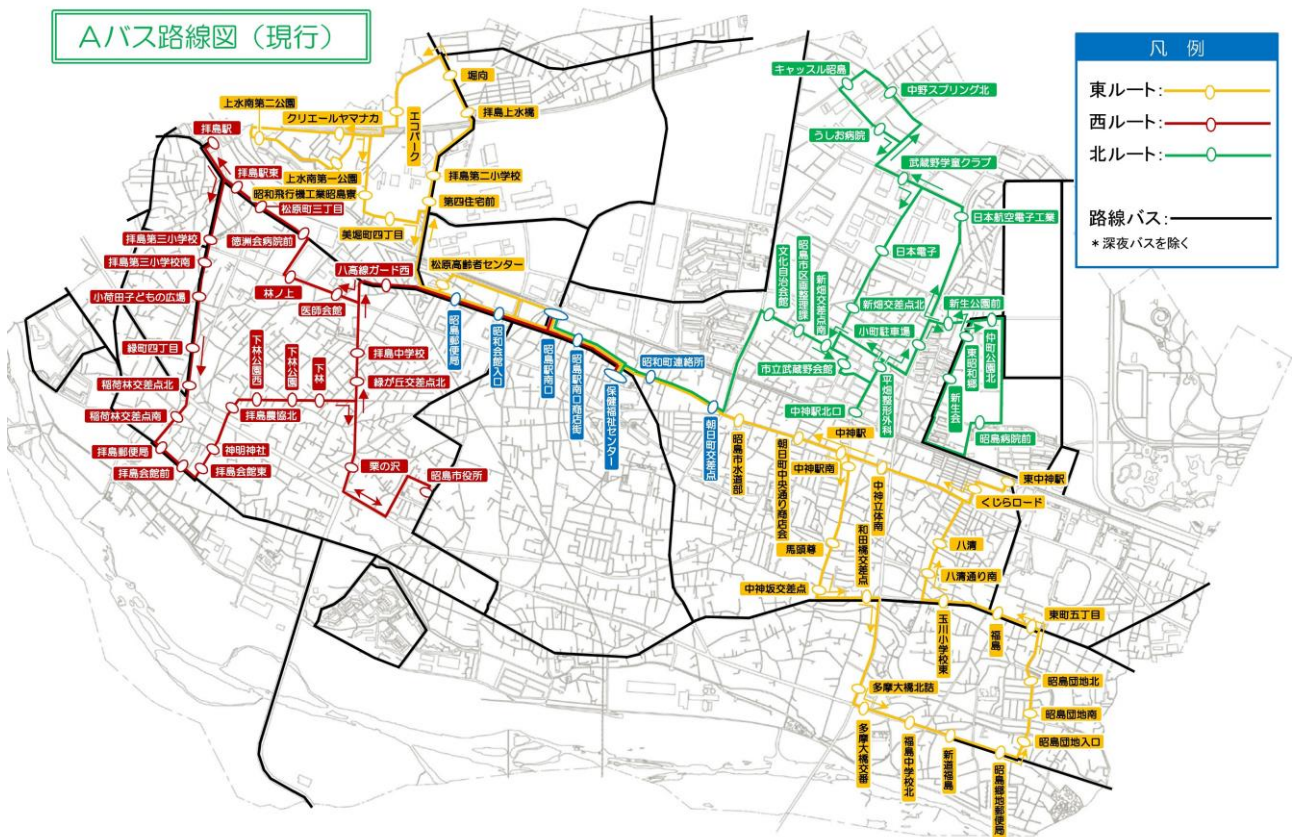 Aバス路線図（現行）
凡 例
東ルート：
西ルート：
北ルート：
路線バス：
＊深夜バスを除く
堀向
拝島上水橋
エコパーク
上水南第二公園
クリエールヤマナカ
上水南第一公園
昭和飛行機工業昭島寮
美堀町四丁目
拝島第二小学校
第四住宅前
松原高齢者センター
拝島駅
拝島駅東
松原町三丁目
徳洲会病院前
拝島第三小学校
拝島第三小学校南
小荷田子どもの広場
緑町四丁目
稲荷林交差点北
稲荷林交差点南
拝島郵便局
拝島会館前
拝島会館東
神明神社
拝島農協北
下林公園西
下林公園
下林
林ノ上
医師会館
八高線ガード西
拝島中学校
緑が丘交差点北
栗の沢
昭島市役所
昭島郵便局
昭和会館入口
昭島駅南口
昭島駅南口商店街
保健福祉センター
昭和町連絡所
朝日町交差点
キャッスル昭島
中野スプリング北
うしお病院
武蔵野学童クラブ
日本航空電子工業
日本電子
文化自治会館
昭島市区画整理課
新畑交差点南
新畑交差点北
小町駐車場
新生公園前
仲町公園北
東昭和郷
新生会
昭島病院前
市立武蔵野会館
中神駅北口
平畑整形外科
昭島市水道部
朝日町中央通り商店会
中神駅
中神駅南
中神立体南
東中神駅
くじらロード
八清
八清通り南
馬頭尊
和田橋交差点
中神坂交差点
玉川小学校東
福島
東町五丁目
昭島団地北
昭島団地南
昭島団地入口
多摩大橋北詰
多摩大橋交番
福島中学校北
新道福島
昭島郷地郵便局